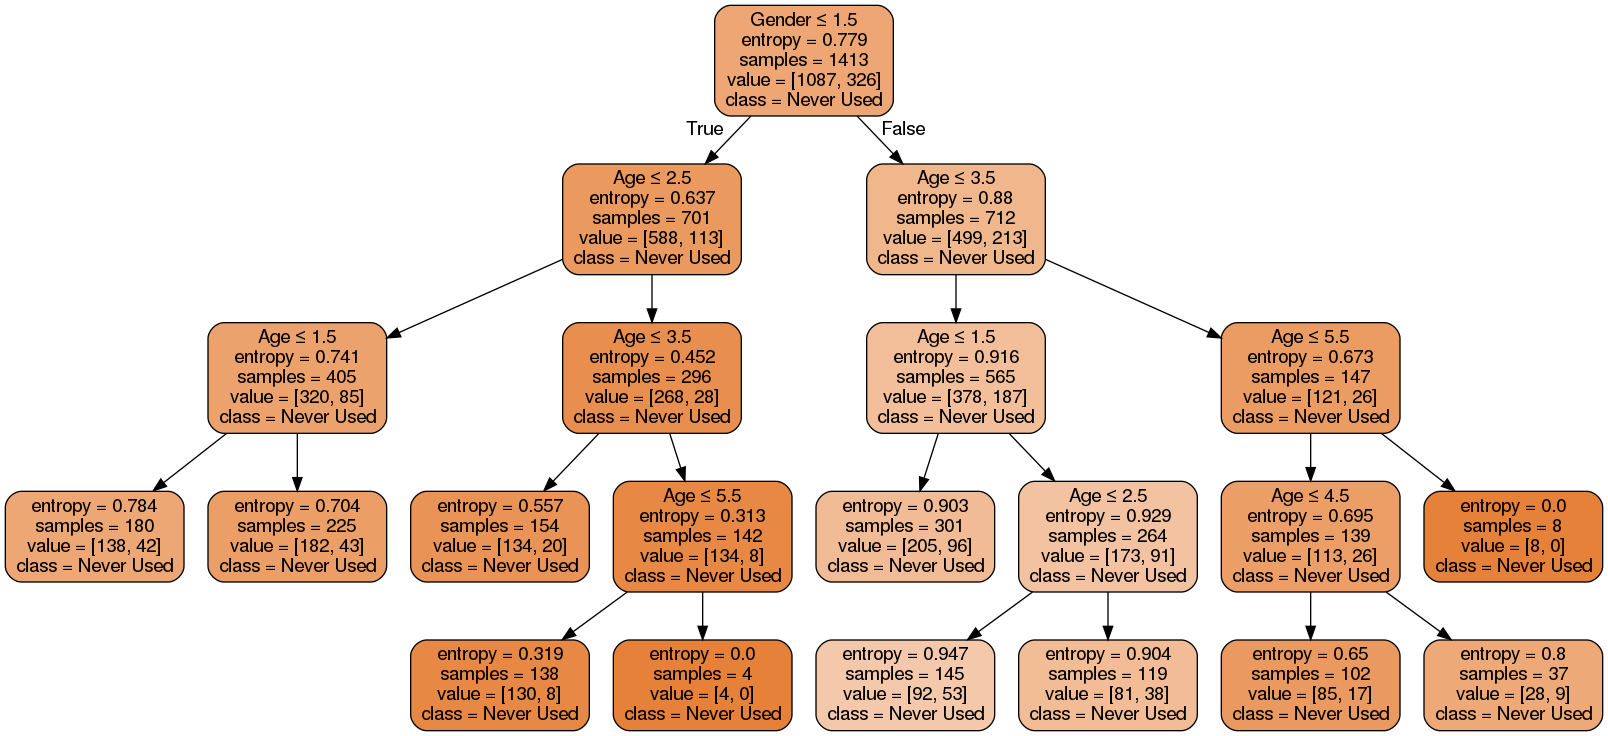 Gender ≤ 1.5
entropy = 0.779
samples = 1413
value = [1087, 326]
class = Never Used
True
False
Age ≤ 2.5
entropy = 0.637
samples = 701
value = [588, 113]
class = Never Used
Age ≤ 3.5
entropy = 0.88
samples = 712
value = [499, 213]
class = Never Used
Age ≤ 1.5
entropy = 0.741
samples = 405
value = [320, 85]
class = Never Used
Age ≤ 3.5
entropy = 0.452
samples = 296
value = [268, 28]
class = Never Used
Age ≤ 1.5
entropy = 0.916
samples = 565
value = [378, 187]
class = Never Used
Age ≤ 5.5
entropy = 0.673
samples = 147
value = [121, 26]
class = Never Used
entropy = 0.784
samples = 180
value = [138, 42]
class = Never Used
entropy = 0.704
samples = 225
value = [182, 43]
class = Never Used
entropy = 0.557
samples = 154
value = [134, 20]
class = Never Used
Age ≤ 5.5
entropy = 0.313
samples = 142
value = [134, 8]
class = Never Used
entropy = 0.903
samples = 301
value = [205, 96]
class = Never Used
Age ≤ 2.5
entropy = 0.929
samples = 264
value = [173, 91]
class = Never Used
Age ≤ 4.5
entropy = 0.695
samples = 139
value = [113, 26]
class = Never Used
entropy = 0.0
samples = 8
value = [8, 0]
class = Never Used
entropy = 0.319
samples = 138
value = [130, 8]
class = Never Used
entropy = 0.0
samples = 4
value = [4, 0]
class = Never Used
entropy = 0.947
samples = 145
value = [92, 53]
class = Never Used
entropy = 0.904
samples = 119
value = [81, 38]
class = Never Used
entropy = 0.65
samples = 102
value = [85, 17]
class = Never Used
entropy = 0.8
samples = 37
value = [28, 9]
class = Never Used